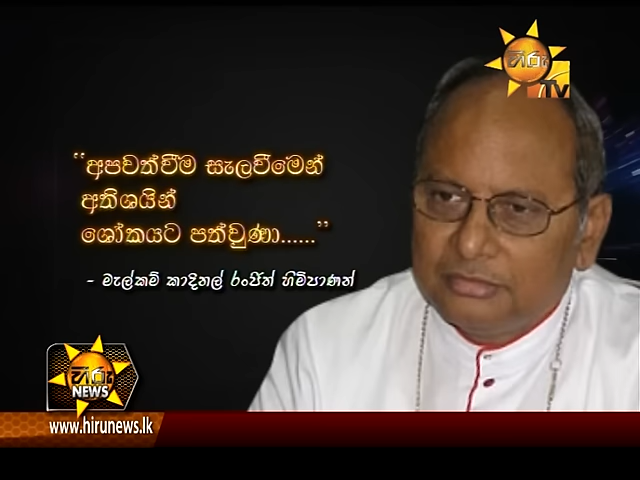 හිරු
TV
“අපවත්වීම සැලවීමෙන්
අතිශයින්
ශෝකයට පත්වුණා......”
- මැල්කම් කාදිනල් රංජිත් හිමිපාණන්
හිරු
NEWS
www.hirunews.lk